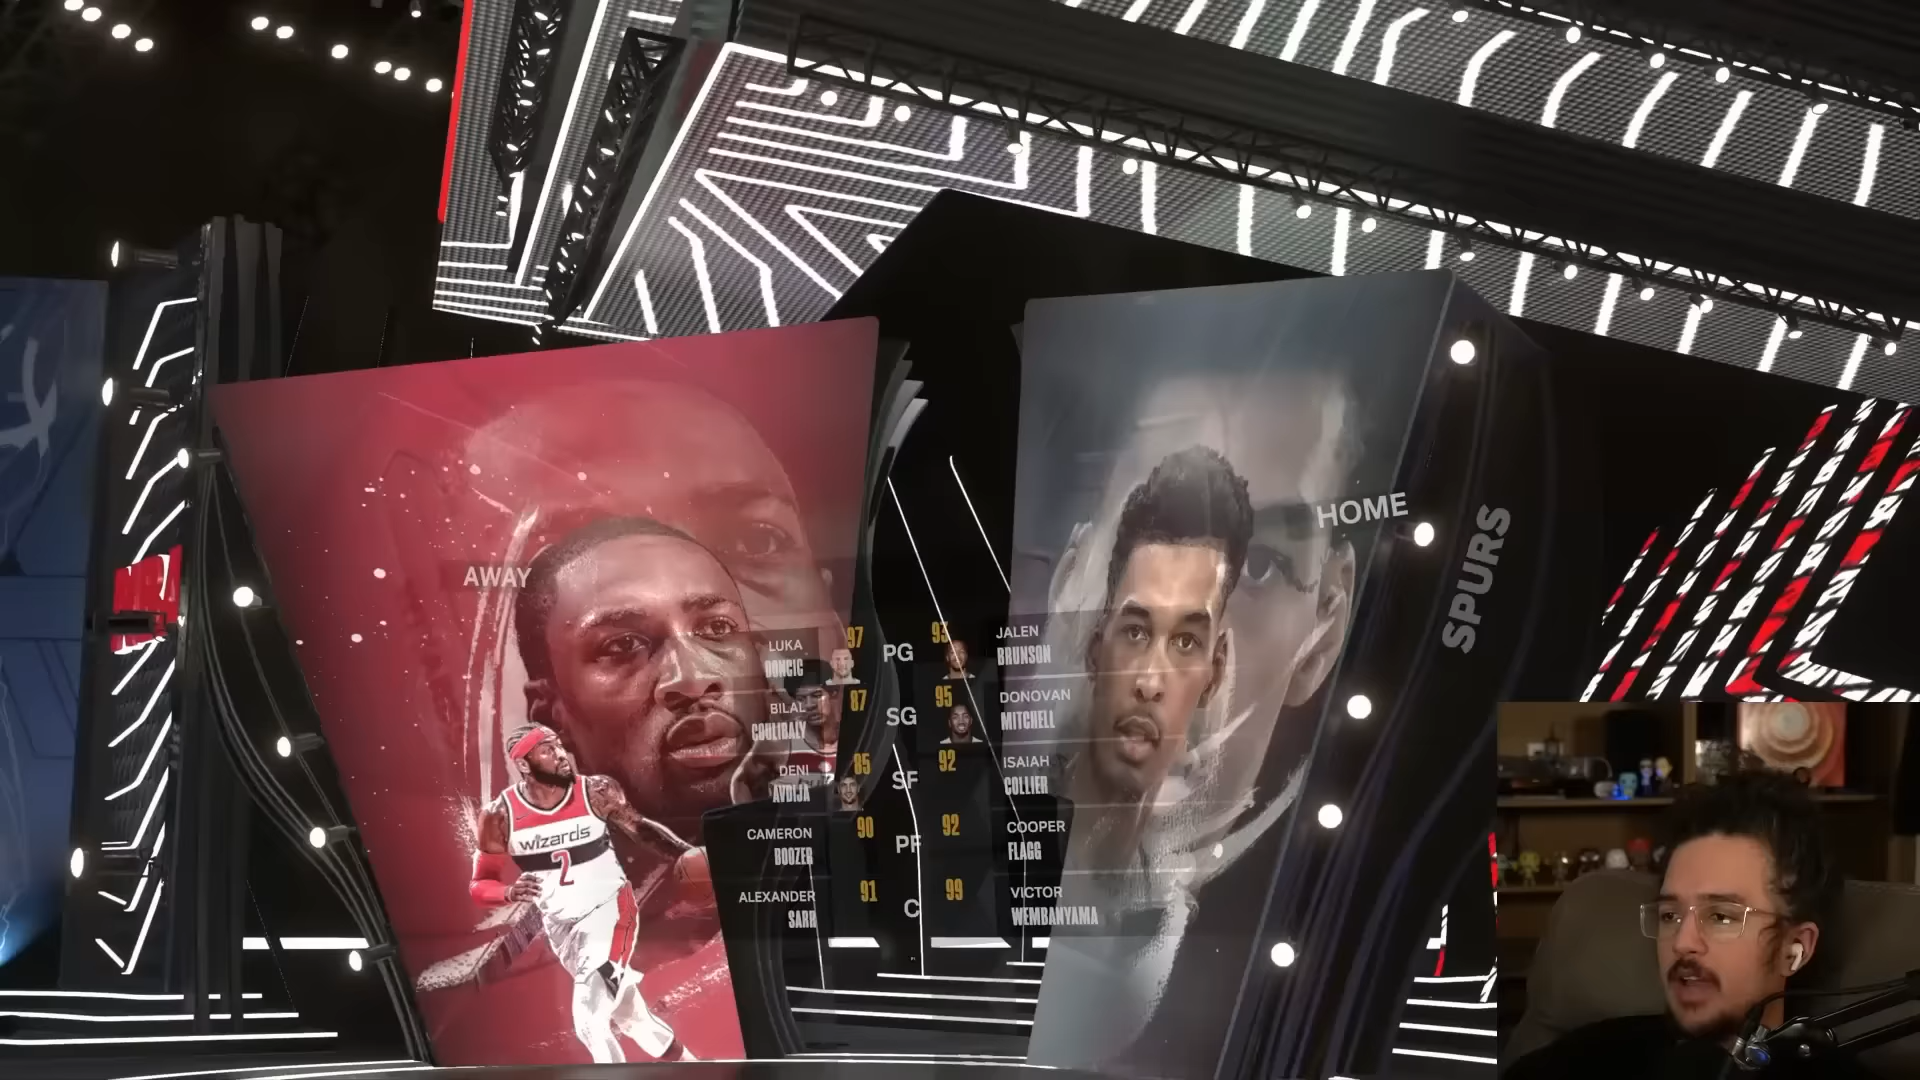 AWAY
HOME
SPURS
NBA
wizards
2
LUKA
DONCIC
97
PG
93
JALEN
BRUNSON
BILAL
COULIBALY
87
SG
95
DONOVAN
MITCHELL
DENI
AVDIJA
85
SF
92
ISAIAH
COLLIER
CAMERON
BOOZER
90
PF
92
COOPER
FLAGG
ALEXANDER
SARR
91
C
99
VICTOR
WEMBANYAMA